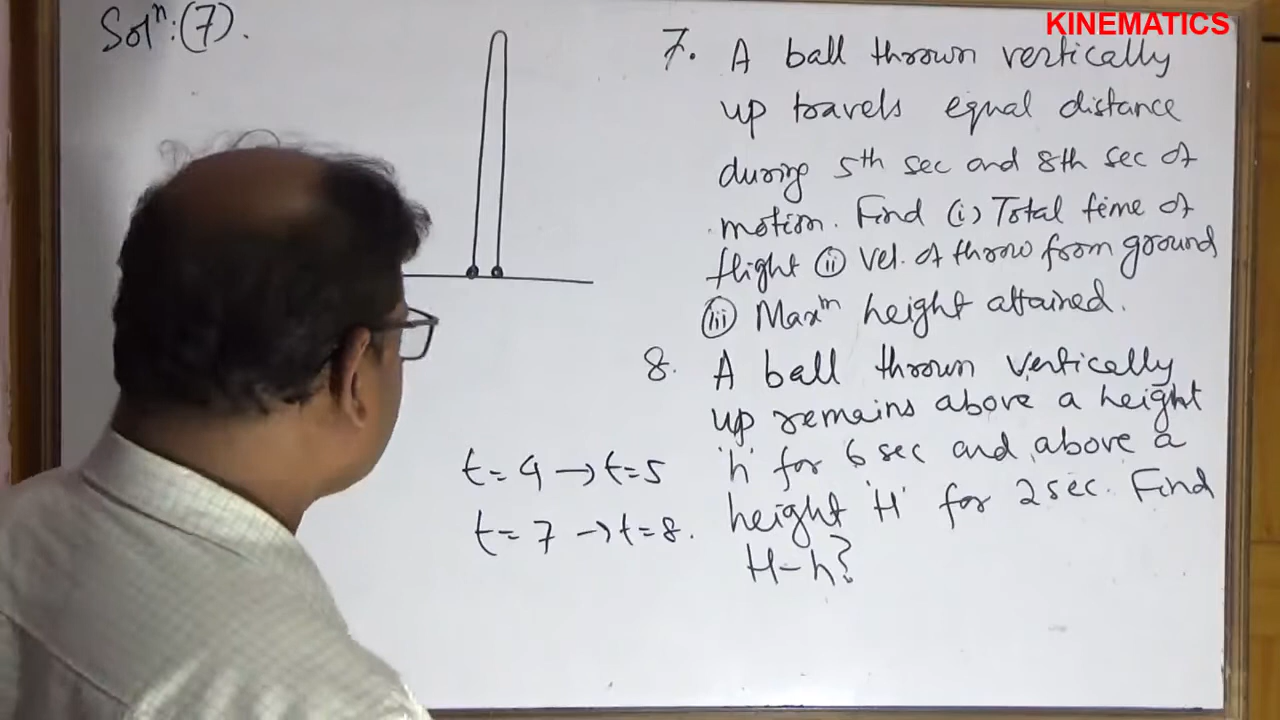 KINEMATICS
Solⁿ:(7).
7. A ball thrown vertically
up travels equal distance
during 5th sec and 8th sec of
motion. Find (i) Total time of
flight (ii) Vel. of throw from ground
(iii) Maxᵐ height attained.
8. A ball thrown vertically
up remains above a height
'h' for 6 sec and above a
height 'H' for 2 sec. Find
H-h?
t=4→t=5
t=7→t=8.